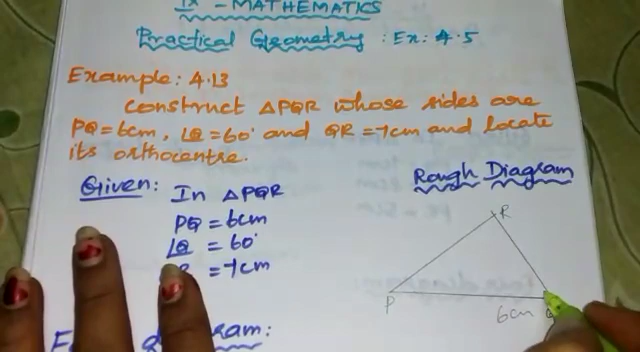 IX - MATHEMATICS
Practical Geometry : Ex: 4.5
Example: 4.13
construct ΔPQR whose sides are
PQ=6cm, ∠Q=60° and QR=7cm and locate
its orthocentre.
Given: In ΔPQR
PQ = 6cm
∠Q = 60°
= 7cm
Rough Diagram
R
P
6cm